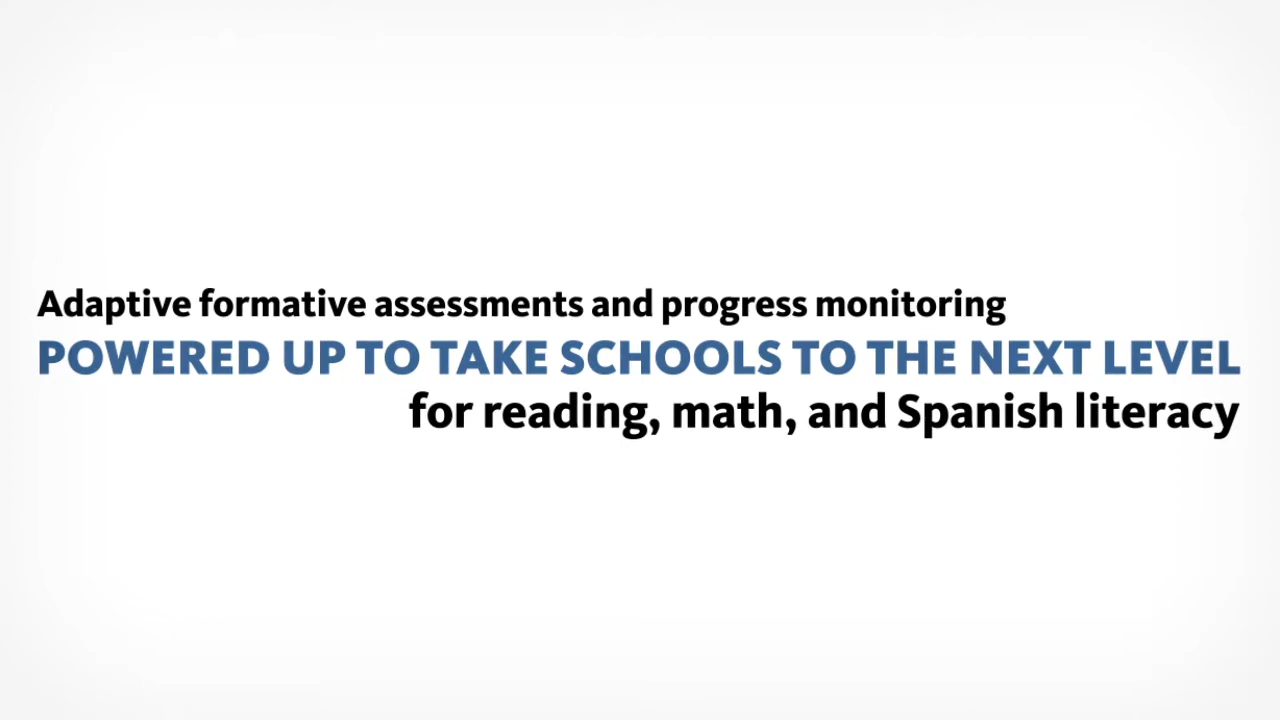 Adaptive formative assessments and progress monitoring
POWERED UP TO TAKE SCHOOLS TO THE NEXT LEVEL
for reading, math, and Spanish literacy